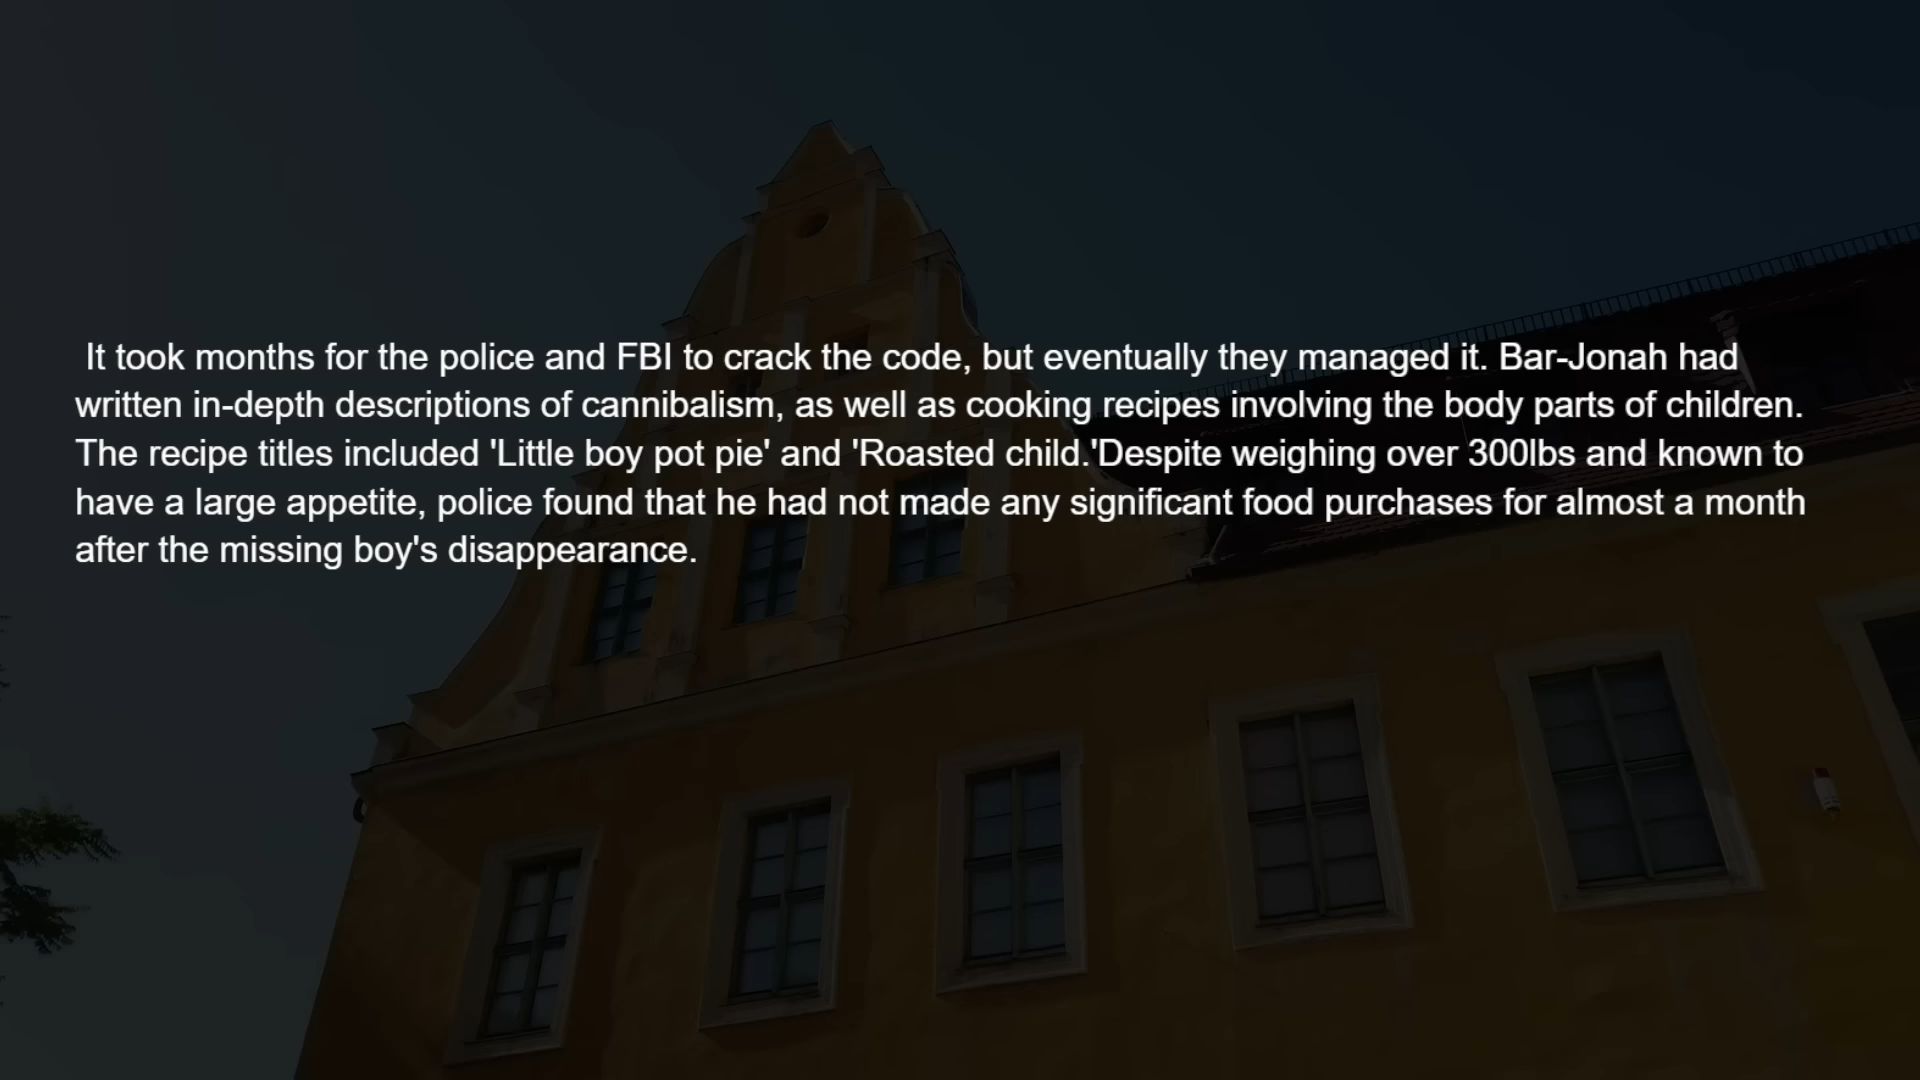 It took months for the police and FBI to crack the code, but eventually they managed it. Bar-Jonah had
written in-depth descriptions of cannibalism, as well as cooking recipes involving the body parts of children.
The recipe titles included 'Little boy pot pie' and 'Roasted child.'Despite weighing over 300lbs and known to
have a large appetite, police found that he had not made any significant food purchases for almost a month
after the missing boy's disappearance.